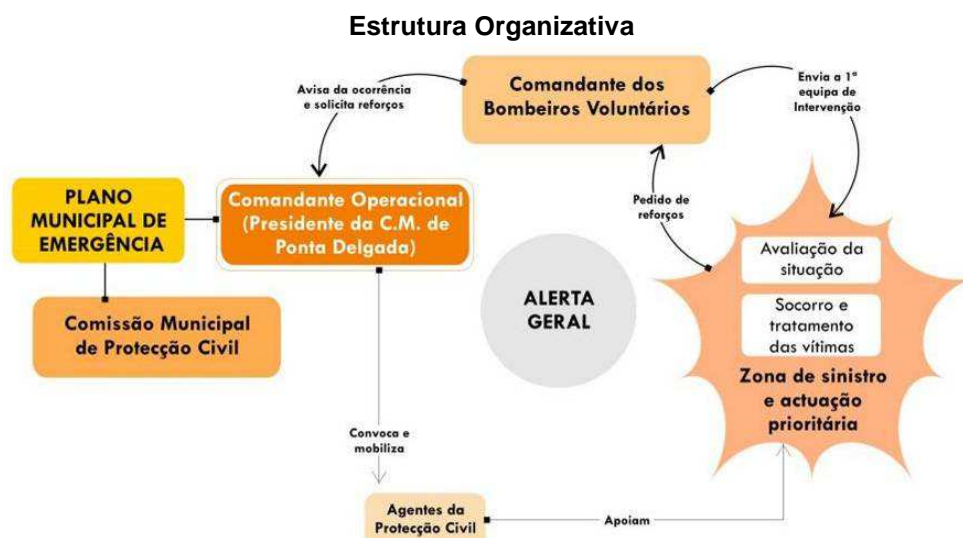 Estrutura Organizativa
Comandante dos
Bombeiros Voluntários
Avisa da ocorrência
e solicita reforços
Envia a 1ª
equipa de
Intervenção
PLANO
MUNICIPAL DE
EMERGÊNCIA
Comandante Operacional
(Presidente da C.M. de
Ponta Delgada)
Pedido de
reforços
Avaliação da
situação
ALERTA
GERAL
Socorro e
tratamento
das vítimas
Comissão Municipal
de Protecção Civil
Zona de sinistro
e actuação
prioritária
Convoca e
mobiliza
Agentes da
Protecção Civil
Apoiam